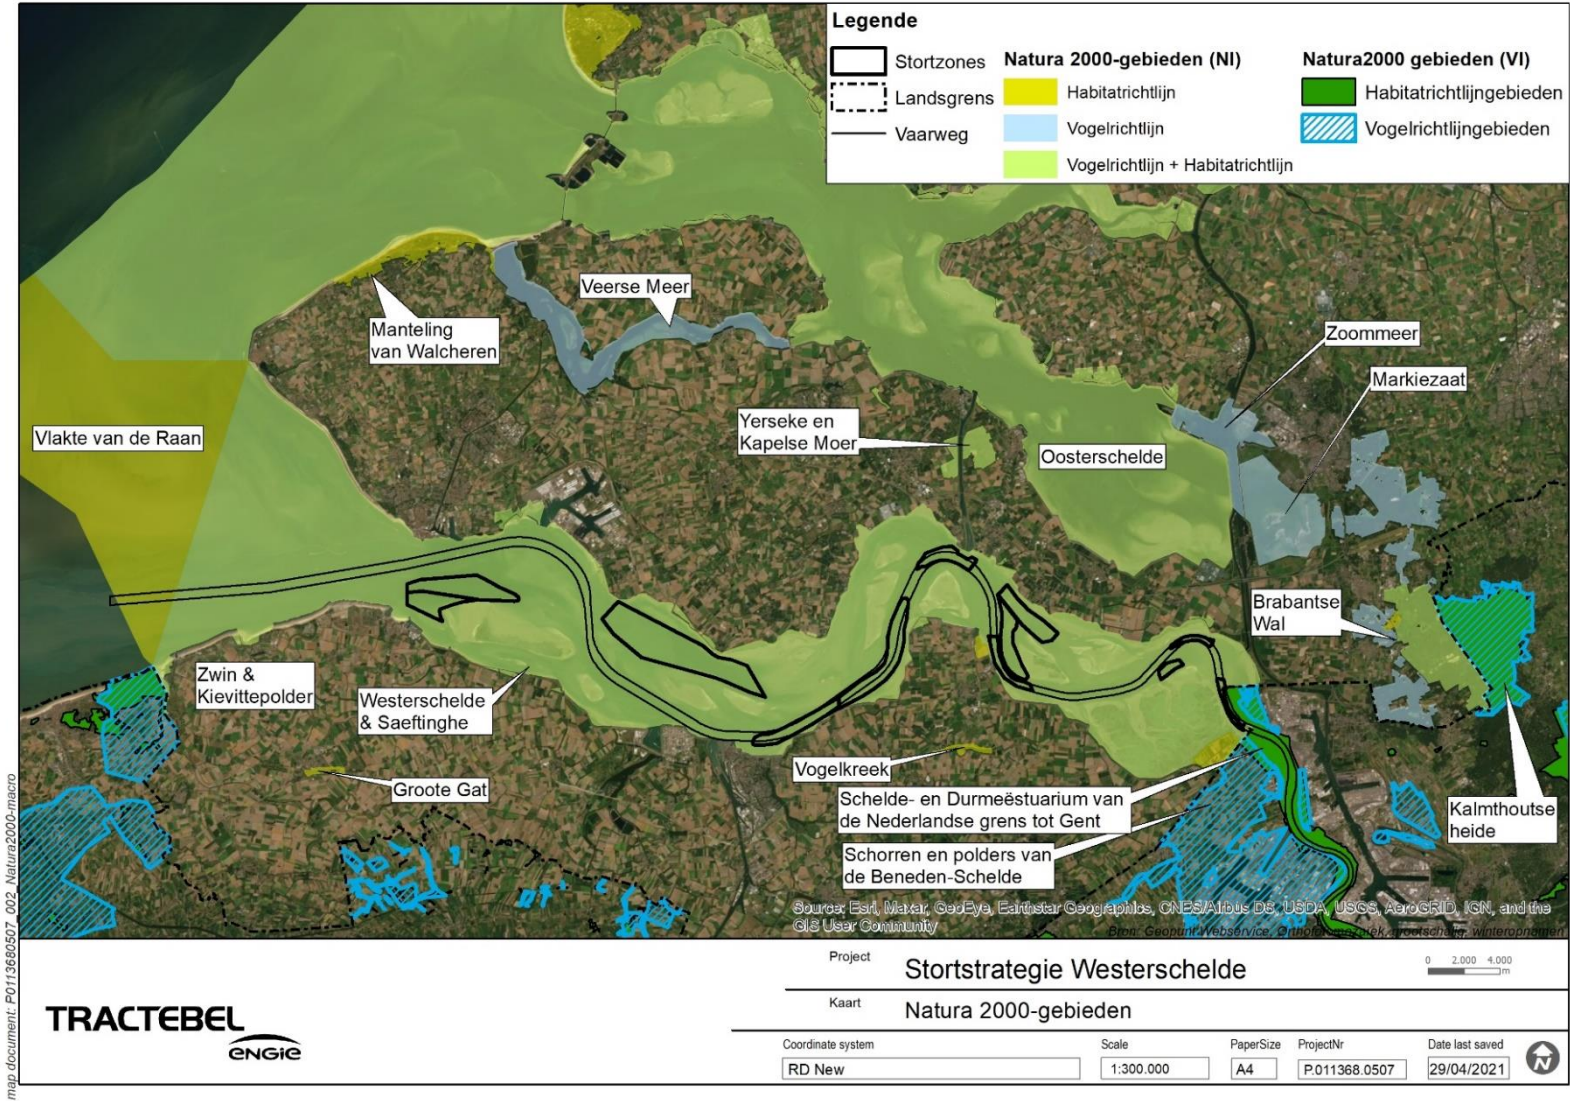 Legende
Stortzones
Landsgrens
Vaarweg
Natura 2000-gebieden (Nl)
Habitatrichtlijn
Vogelrichtlijn
Vogelrichtlijn + Habitatrichtlijn
Natura2000 gebieden (Vl)
Habitatrichtlijngebieden
Vogelrichtlijngebieden
Veerse Meer
Manteling
van Walcheren
Zoommeer
Markiezaat
Vlakte van de Raan
Yerseke en
Kapelse Moer
Oosterschelde
Brabantse
Wal
Zwin &
Kievittepolder
Westerschelde
& Saeftinghe
Vogelkreek
Groote Gat
Schelde- en Durmeëstuarium van
de Nederlandse grens tot Gent
Kalmthoutse
heide
Schorren en polders van
de Beneden-Schelde
Source: Esri, Maxar, GeoEye, Earthstar Geographics, CNES/Airbus DS, USDA, USGS, AeroGRID, IGN, and the
GIS User Community
Bron: Geopunt Webservice, Orthofotomozaïek, grootschalig, winteropnamen
map document: P0113680507_002_Natura2000-macro
TRACTEBEL
ENGIE
Project
Stortstrategie Westerschelde
0 2.000 4.000
m
Kaart
Natura 2000-gebieden
Coordinate system
RD New
Scale
1:300.000
PaperSize
A4
ProjectNr
P.011368.0507
Date last saved
29/04/2021
N